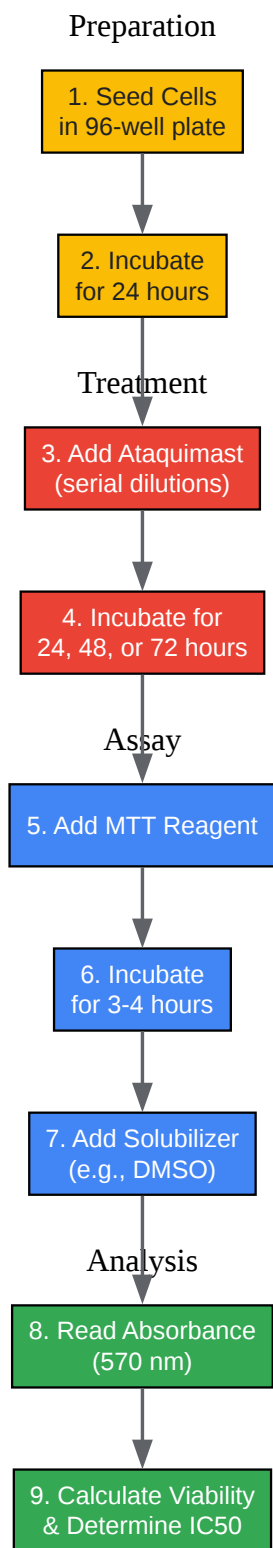 Preparation
1. Seed Cells
in 96-well plate
2. Incubate
for 24 hours
Treatment
3. Add Ataquimast
(serial dilutions)
4. Incubate for
24, 48, or 72 hours
Assay
5. Add MTT Reagent
6. Incubate
for 3-4 hours
7. Add Solubilizer
(e.g., DMSO)
Analysis
8. Read Absorbance
(570 nm)
9. Calculate Viability
& Determine IC50